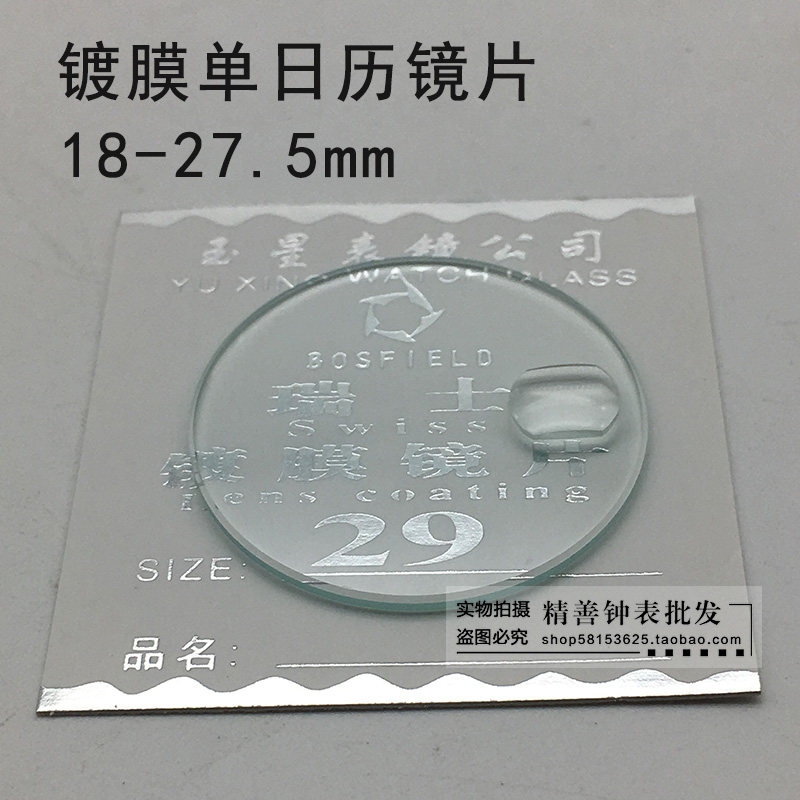 镀膜单日历镜片
18-27.5mm
玉星表镜公司
YU XING WATCH GLASS
BOSFIELD
瑞士
Swiss
镀膜镜片
lens coating
SIZE: 29
品名:
实物拍摄
盗图必究
精善钟表批发
shop58153625.taobao.com